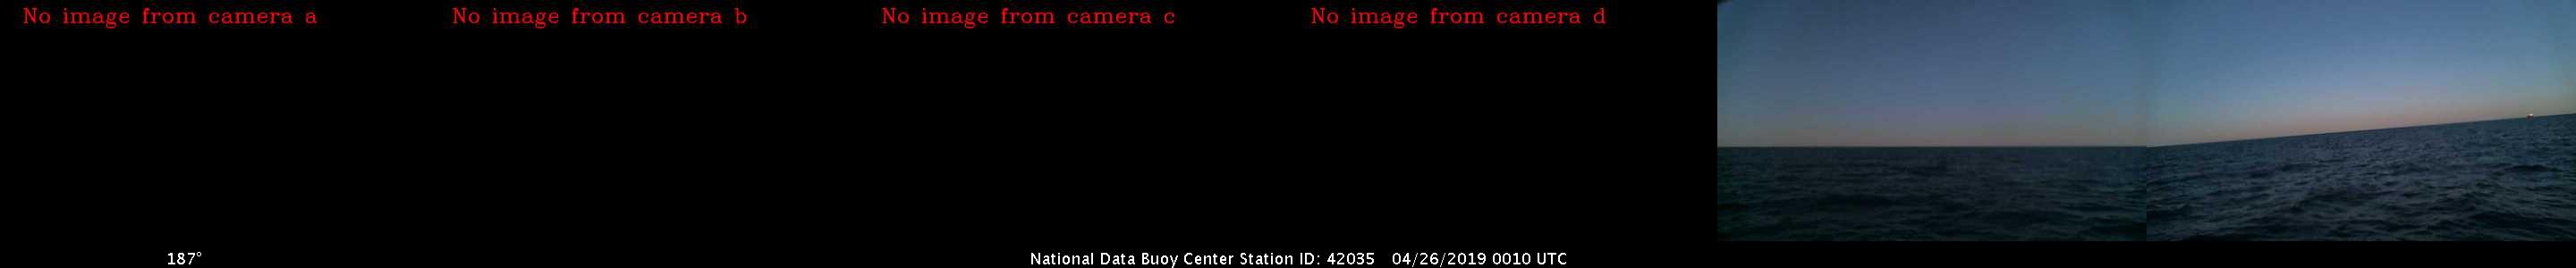 No image from camera a
No image from camera b
No image from camera c
No image from camera d
187°
National Data Buoy Center Station ID: 42035 04/26/2019 0010 UTC